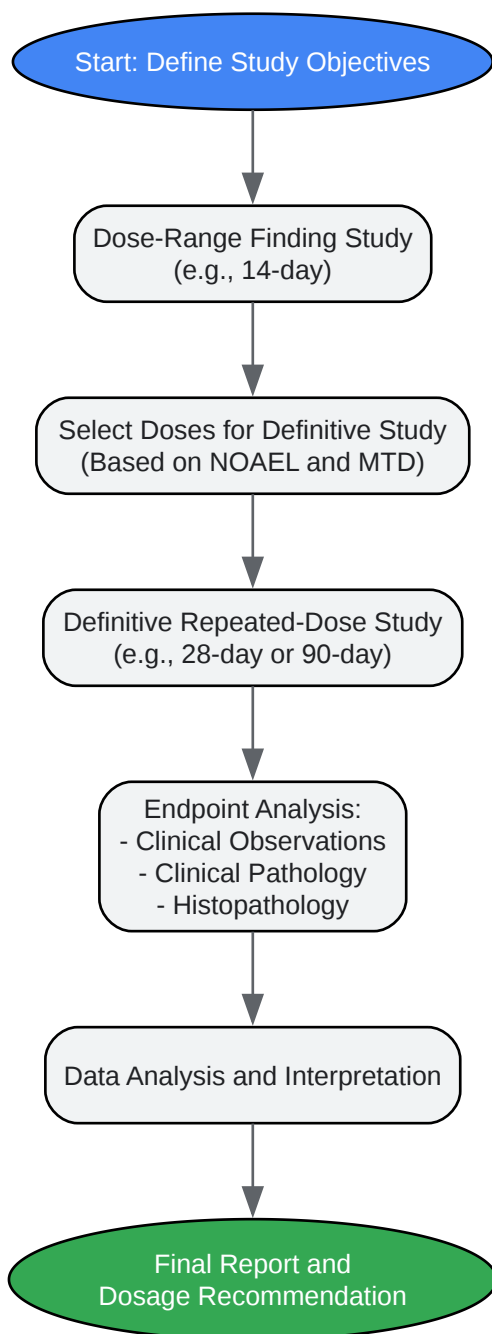 Start: Define Study Objectives
Dose-Range Finding Study
(e.g., 14-day)
Select Doses for Definitive Study
(Based on NOAEL and MTD)
Definitive Repeated-Dose Study
(e.g., 28-day or 90-day)
Endpoint Analysis:
- Clinical Observations
- Clinical Pathology
- Histopathology
Data Analysis and Interpretation
Final Report and
Dosage Recommendation